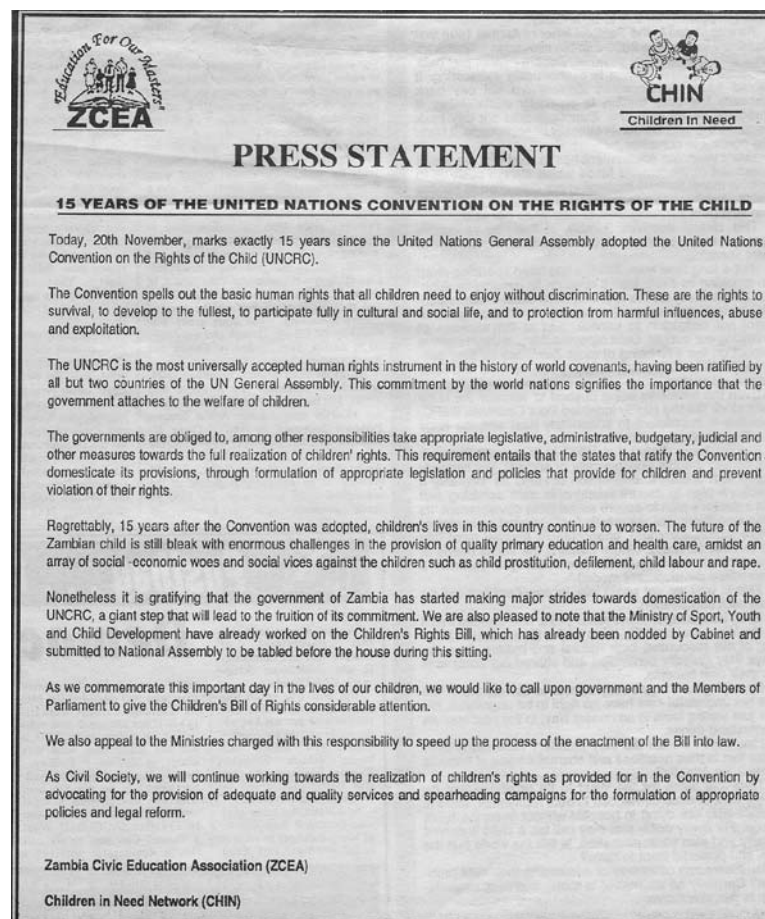 "Education For Our Masters"
ZCEA
CHIN
Children In Need
PRESS STATEMENT
15 YEARS OF THE UNITED NATIONS CONVENTION ON THE RIGHTS OF THE CHILD
Today, 20th November, marks exactly 15 years since the United Nations General Assembly adopted the United Nations
Convention on the Rights of the Child (UNCRC).
The Convention spells out the basic human rights that all children need to enjoy without discrimination. These are the rights to
survival, to develop to the fullest, to participate fully in cultural and social life, and to protection from harmful influences, abuse
and exploitation.
The UNCRC is the most universally accepted human rights instrument in the history of world covenants, having been ratified by
all but two countries of the UN General Assembly. This commitment by the world nations signifies the importance that the
government attaches to the welfare of children.
The governments are obliged to, among other responsibilities take appropriate legislative, administrative, budgetary, judicial and
other measures towards the full realization of children' rights. This requirement entails that the states that ratify the Convention
domesticate its provisions, through formulation of appropriate legislation and policies that provide for children and prevent
violation of their rights.
Regrettably, 15 years after the Convention was adopted, children's lives in this country continue to worsen. The future of the
Zambian child is still bleak with enormous challenges in the provision of quality primary education and health care, amidst an
array of social -economic woes and social vices against the children such as child prostitution, defilement, child labour and rape.
Nonetheless it is gratifying that the government of Zambia has started making major strides towards domestication of the
UNCRC, a giant step that will lead to the fruition of its commitment. We are also pleased to note that the Ministry of Sport, Youth
and Child Development have already worked on the Children's Rights Bill, which has already been nodded by Cabinet and
submitted to National Assembly to be tabled before the house during this sitting.
As we commemorate this important day in the lives of our children, we would like to call upon government and the Members of
Parliament to give the Children's Bill of Rights considerable attention.
We also appeal to the Ministries charged with this responsibility to speed up the process of the enactment of the Bill into law.
As Civil Society, we will continue working towards the realization of children's rights as provided for in the Convention by
advocating for the provision of adequate and quality services and spearheading campaigns for the formulation of appropriate
policies and legal reform.
Zambia Civic Education Association (ZCEA)
Children in Need Network (CHIN)